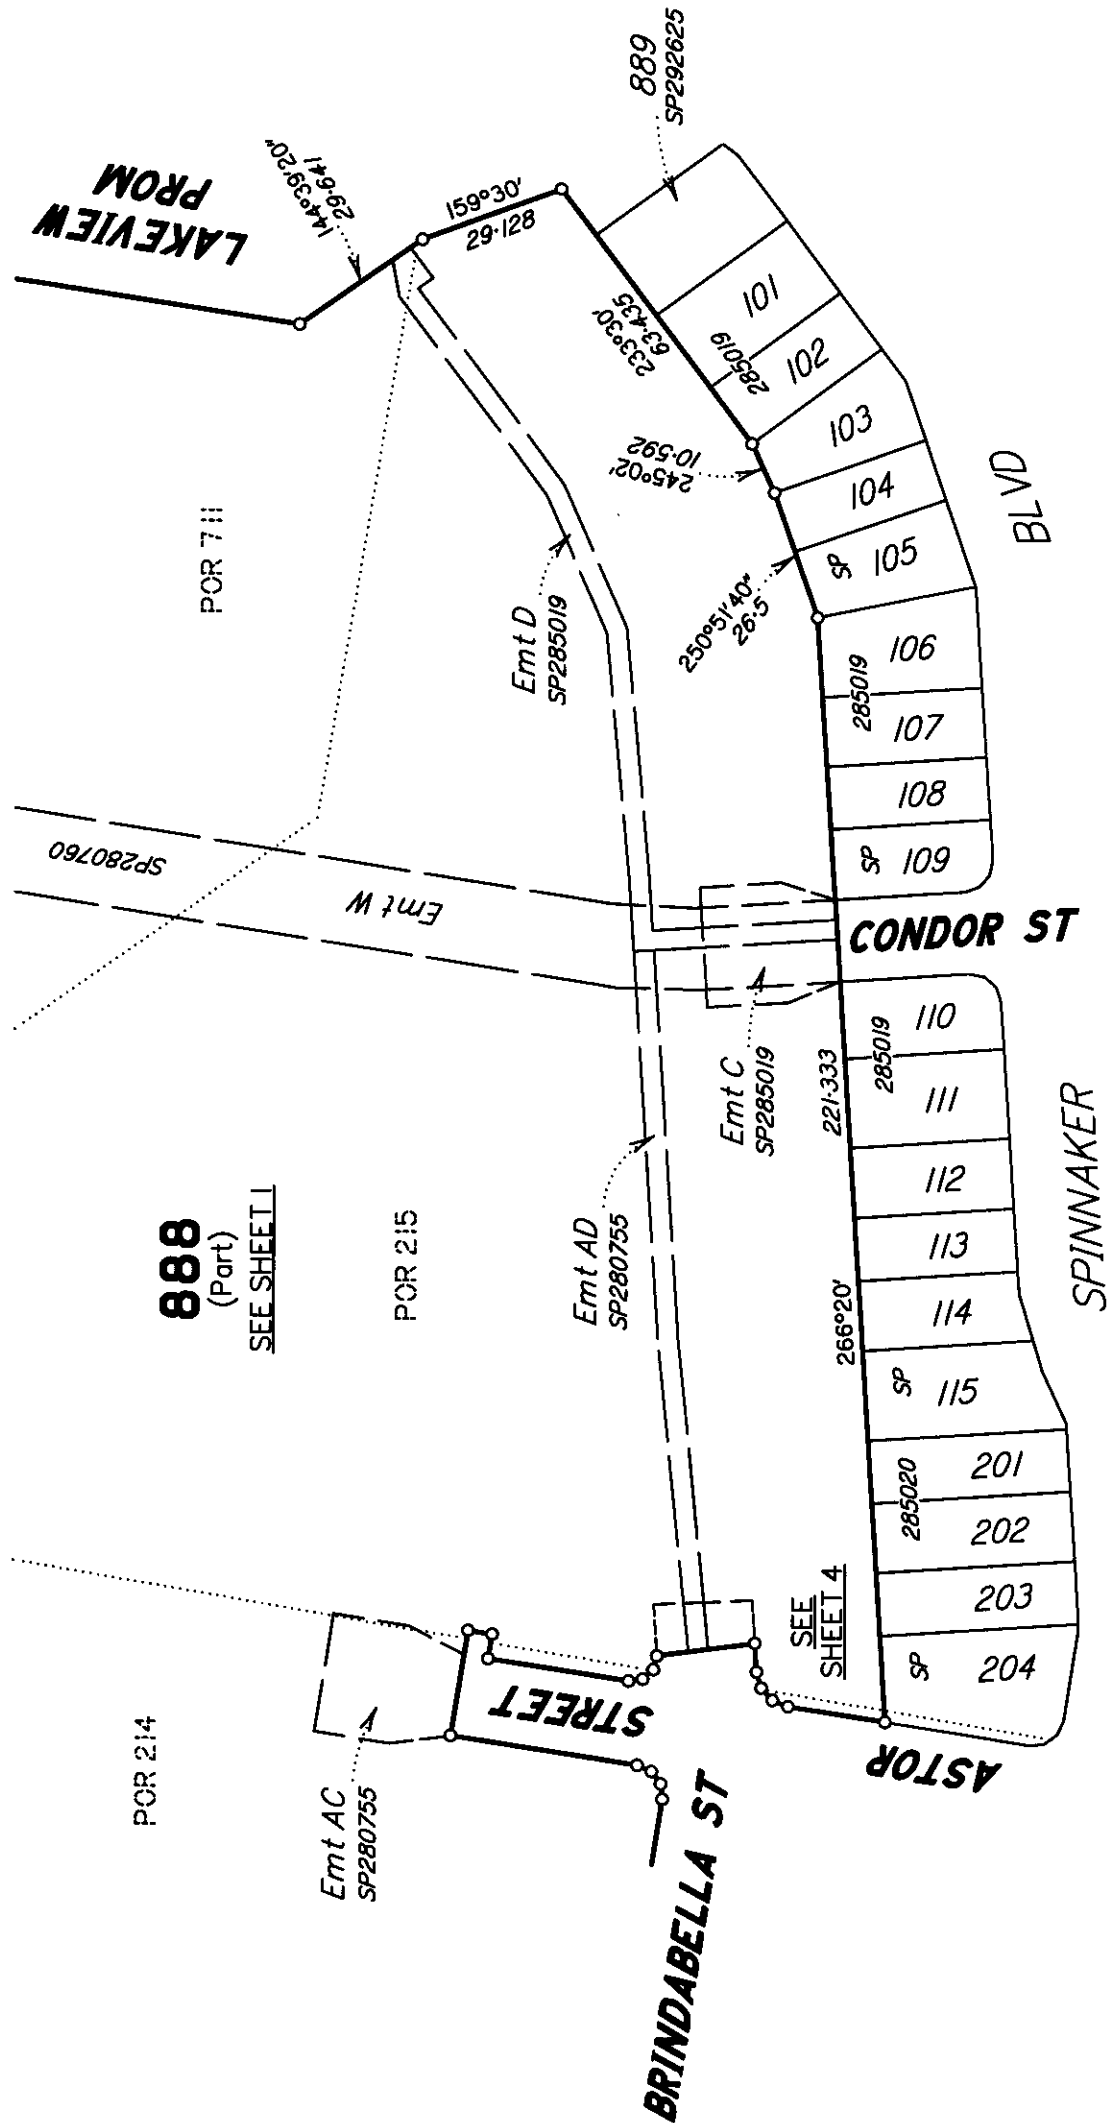 LAKEVIEW
PROM
144°39'20"
29·641
159°30'
29·128
889
SP292625
233°30'
63·435
285019
101
102
103
104
SP 105
245°02'
10·592
250°51'40"
26·5
BLVD
POR 711
Emt D
SP285019
SP280760
Emt W
285019
106
107
108
SP 109
CONDOR ST
Emt C
SP285019
221·333
266°20'
285019
110
111
112
113
114
SP 115
SPINNAKER
888
(Part)
SEE SHEET 1
POR 215
Emt AD
SP280755
285020
201
202
203
SP 204
SEE
SHEET 4
POR 214
Emt AC
SP280755
STREET
ASTOR
BRINDABELLA ST